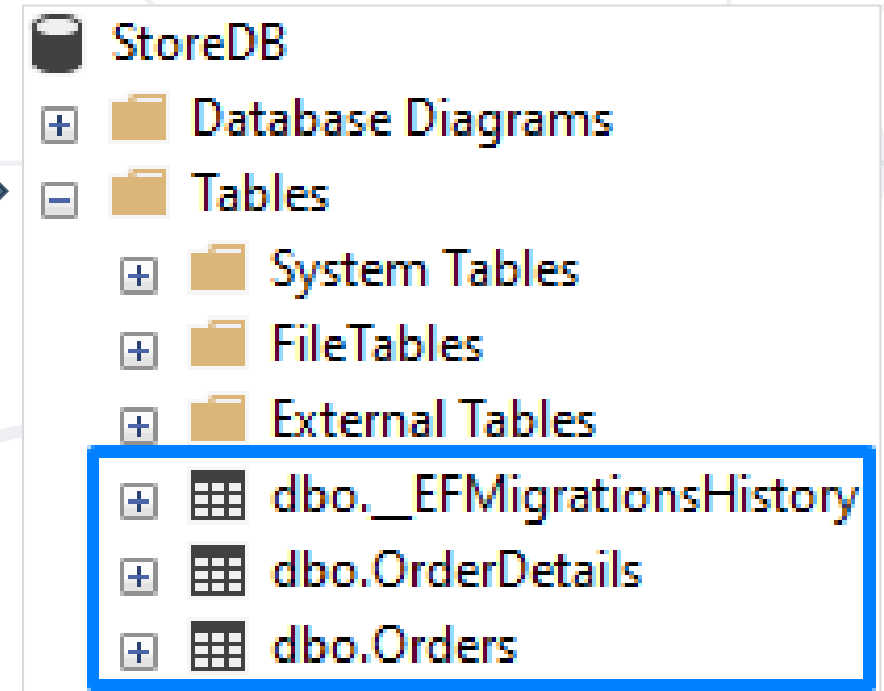 StoreDB
Database Diagrams
Tables
System Tables
FileTables
External Tables
dbo.__EFMigrationsHistory
dbo.OrderDetails
dbo.Orders